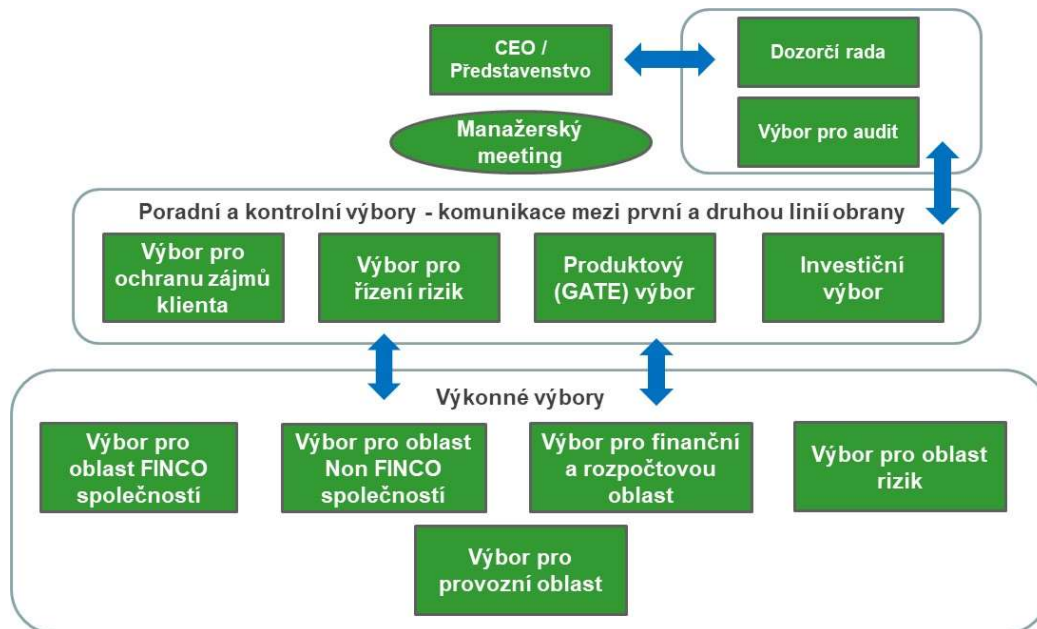 CEO /
Představenstvo
Dozorčí rada
Manažerský
meeting
Výbor pro audit
Poradní a kontrolní výbory - komunikace mezi první a druhou linií obrany
Výbor pro
ochranu zájmů
klienta
Výbor pro
řízení rizik
Produktový
(GATE) výbor
Investiční
výbor
Výkonné výbory
Výbor pro
oblast FINCO
společností
Výbor pro oblast
Non FINCO
společností
Výbor pro finanční
a rozpočtovou
oblast
Výbor pro oblast
rizik
Výbor pro
provozní oblast